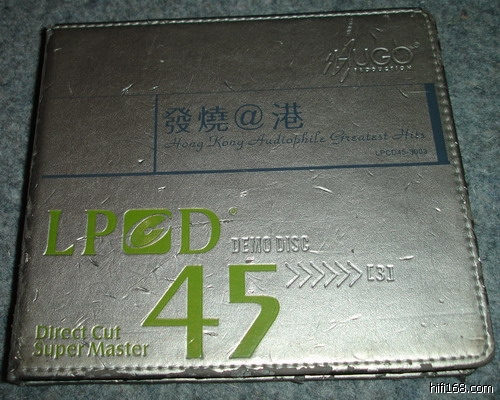 HUGO
PRODUCTION
發燒@港
Hong Kong Audiophile Greatest Hits
LPCD45-1003
LPCD®
DEMO DISC
45
>>>>>>> [3]
Direct Cut
Super Master
hifi168.com